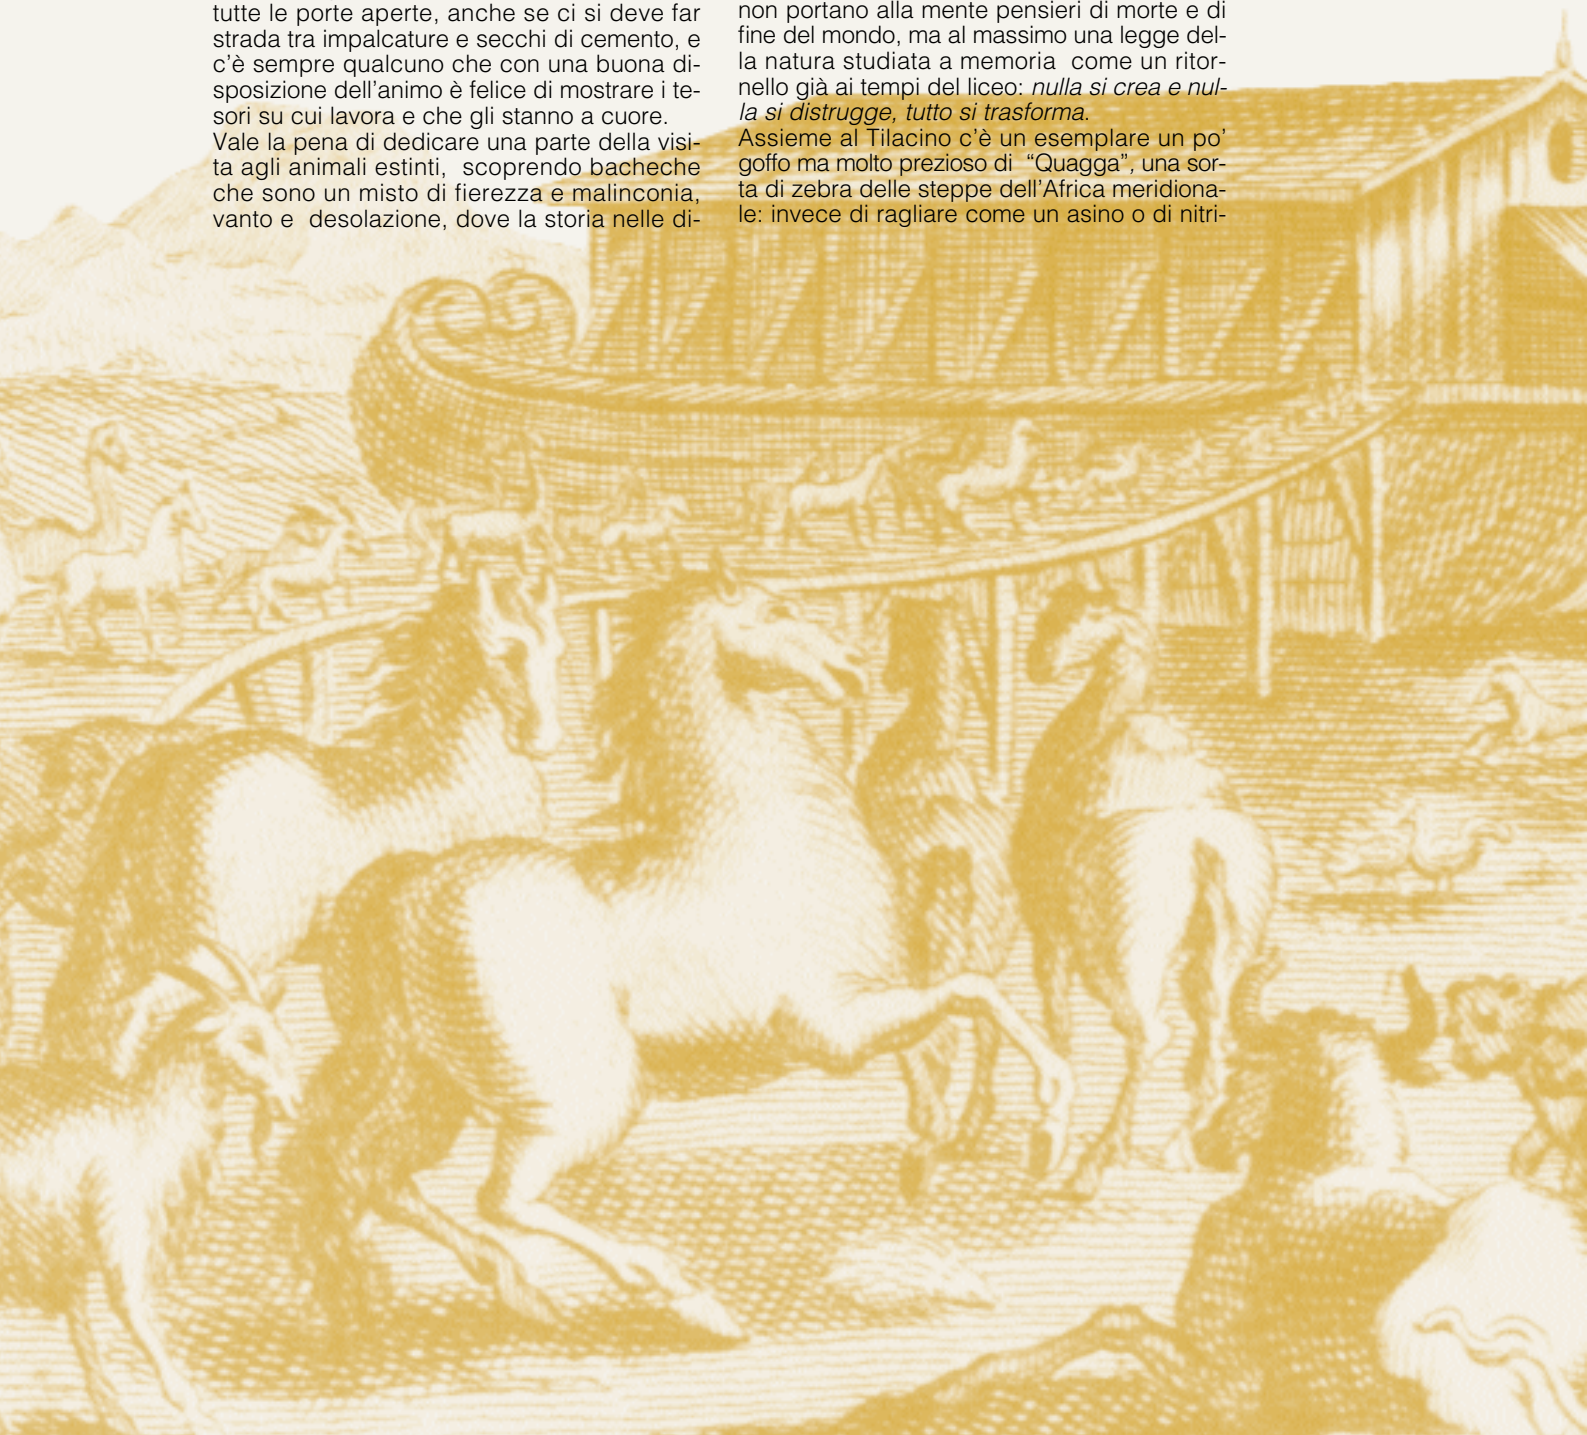 tutte le porte aperte, anche se ci si deve far
strada tra impalcature e secchi di cemento, e
c'è sempre qualcuno che con una buona di-
sposizione dell'animo è felice di mostrare i te-
sori su cui lavora e che gli stanno a cuore.
Vale la pena di dedicare una parte della visi-
ta agli animali estinti,  scoprendo bacheche
che sono un misto di fierezza e malinconia,
vanto e  desolazione, dove la storia nelle di-
non portano alla mente pensieri di morte e di
fine del mondo, ma al massimo una legge del-
la natura studiata a memoria  come un ritor-
nello già ai tempi del liceo: nulla si crea e nul-
la si distrugge, tutto si trasforma.
Assieme al Tilacino c'è un esemplare un po'
goffo ma molto prezioso di  “Quagga”, una sor-
ta di zebra delle steppe dell'Africa meridiona-
le: invece di ragliare come un asino o di nitri-